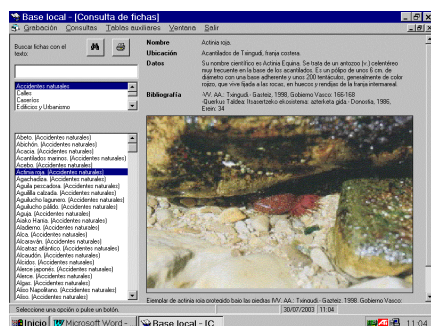 Base local - [Consulta de fichas]
Grabación Consultas Tablas auxiliares Ventana Salir
Buscar fichas con el texto:
Accidentes naturales
Calles
Caseríos
Edificios y Urbanismo
Abeto. (Accidentes naturales)
Abichón. (Accidentes naturales)
Acacia. (Accidentes naturales)
Acantilados marinos. (Accidentes naturales)
Acebo. (Accidentes naturales)
Actinia roja. (Accidentes naturales)
Agachadiza. (Accidentes naturales)
Aguila pescadora. (Accidentes naturales)
Aguililla calzada. (Accidentes naturales)
Aguilucho lagunero. (Accidentes naturales)
Aguilucho pálido. (Accidentes naturales)
Aguja. (Accidentes naturales)
Aiako Harria. (Accidentes naturales)
Aladierno. (Accidentes naturales)
Alca. (Accidentes naturales)
Alcaraván. (Accidentes naturales)
Alcatraz atlántico. (Accidentes naturales)
Alcaudón. (Accidentes naturales)
Álcidos. (Accidentes naturales)
Alerce japonés. (Accidentes naturales)
Alerce. (Accidentes naturales)
Algas. (Accidentes naturales)
Aliso Napolitano. (Accidentes naturales)
Aliso. (Accidentes naturales)
Nombre Actinia roja.
Ubicación Acantilados de Txingudi, franja costera.
Datos Su nombre científico es Actinia Equina. Se trata de un antozoo (v.) celentéreo
muy frecuente en la base de los acantilados. Es un pólipo de unos 6 cm. de
diámetro con una base adherente y unos 200 tentáculos, generalmente de color
rojizo, que vive fijada a las rocas, en huecos y rendijas de la franja intermareal.
Bibliografía -VV. AA.: Txingudi.- Gasteiz, 1998, Gobierno Vasco: 166-168
-Querkus Taldea: Itsasertzeko ekosistema: azterketa gida.- Donostia, 1986,
Erein: 34
Ejemplar de actinia roja protegido bajo las piedras (VV. AA.: Txingudi.- Gasteiz, 1998, Gobierno Vasco:
Seleccione una opción o pulse un botón. 30/07/2003 11:04
Inicio Microsoft Word - Base local - [C 11:04